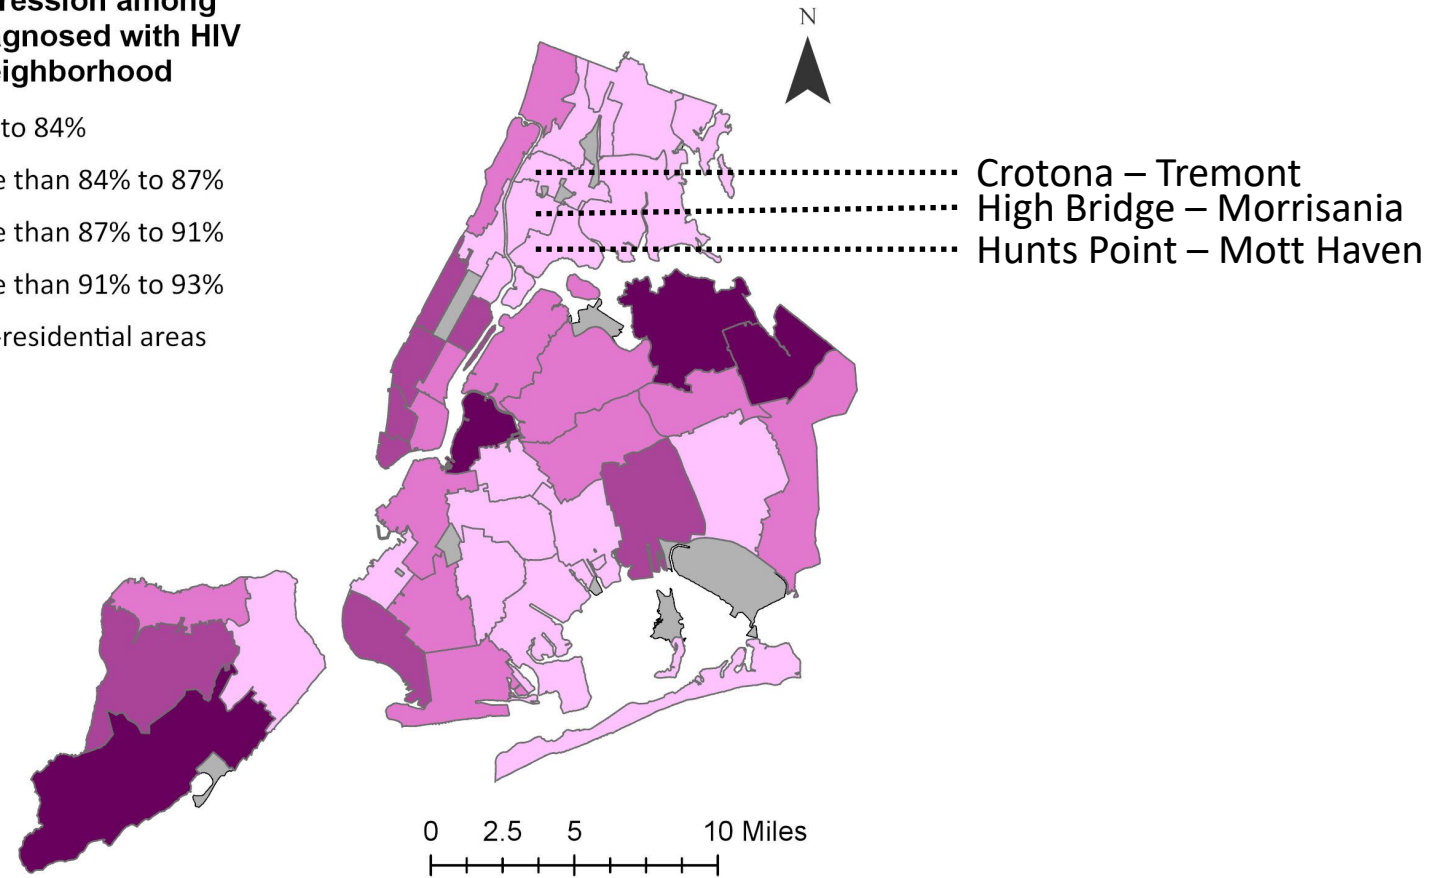 ression among
gnosed with HIV
eighborhood
to 84%
e than 84% to 87%
e than 87% to 91%
e than 91% to 93%
-residential areas
N
Crotona – Tremont
High Bridge – Morrisania
Hunts Point – Mott Haven
0 2.5 5 10 Miles